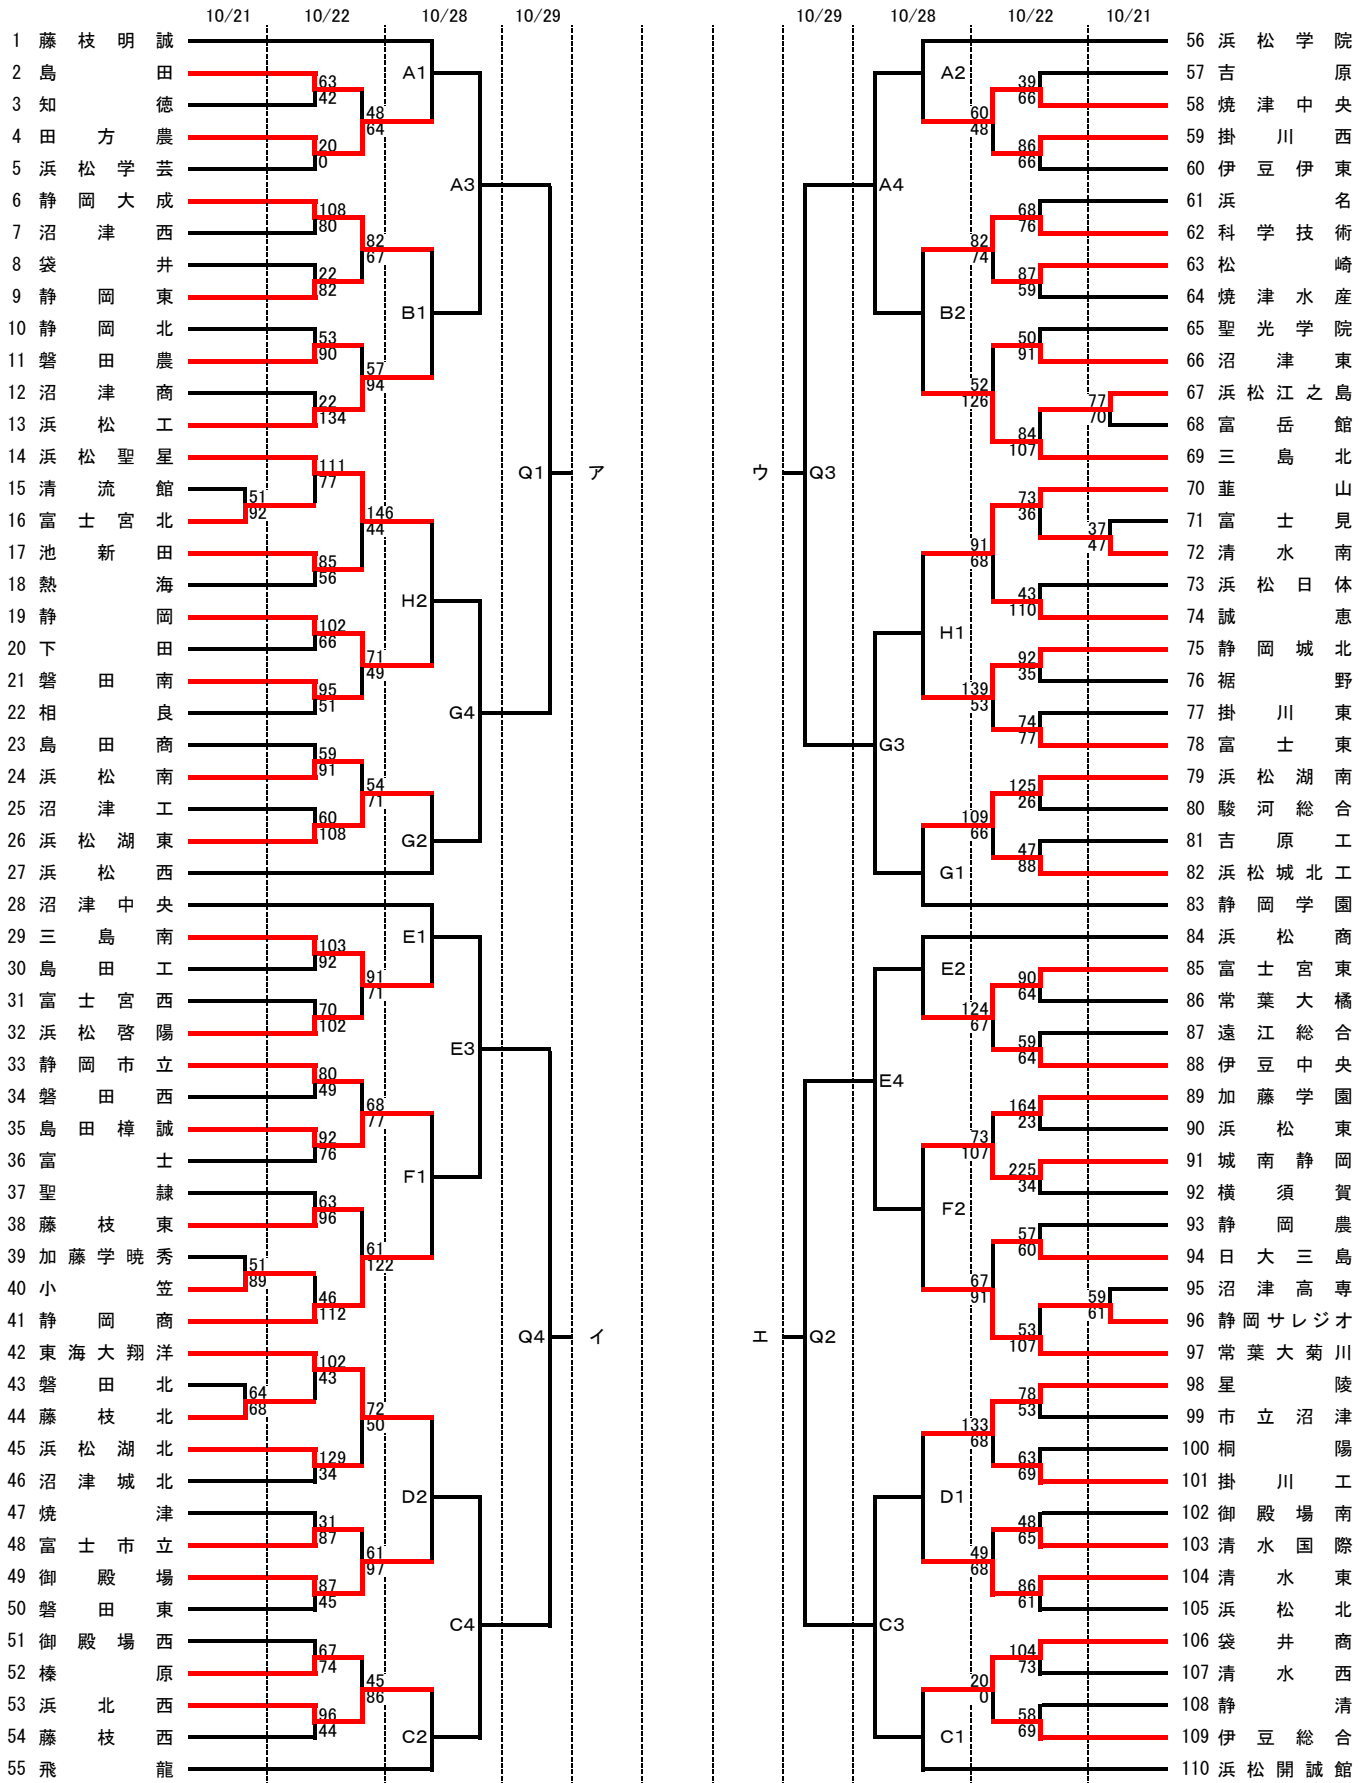 10/21 10/22 10/28 10/29 10/29 10/28 10/22 10/21
1 藤枝明誠
2 島田
3 知徳
4 田方農
5 浜松学芸
6 静岡大成
7 沼津西
8 袋井
9 静岡東
10 静岡北
11 磐田農
12 沼津商
13 浜松工
14 浜松聖星
15 清流館
16 富士宮北
17 池新田
18 熱海
19 静岡
20 下田
21 磐田南
22 相良
23 島田商
24 浜松南
25 沼津工
26 浜松湖東
27 浜松西
28 沼津中央
29 三島南
30 島田工
31 富士宮西
32 浜松啓陽
33 静岡市立
34 磐田西
35 島田樟誠
36 富士
37 聖隷
38 藤枝東
39 加藤学暁秀
40 小笠
41 静岡商
42 東海大翔洋
43 磐田北
44 藤枝北
45 浜松湖北
46 沼津城北
47 焼津
48 富士市立
49 御殿場
50 磐田東
51 御殿場西
52 榛原
53 浜北西
54 藤枝西
55 飛龍
51
92
51
89
64
68
63
42
20
0
108
80
22
82
53
90
22
134
111
77
85
56
102
66
95
51
59
91
60
108
103
92
70
102
80
49
92
76
63
96
46
112
102
43
129
34
31
87
87
45
67
74
96
44
48
64
82
67
57
94
146
44
71
49
54
71
91
71
68
77
61
122
72
50
61
97
45
86
A1
B1
H2
G2
E1
F1
D2
C2
A3
G4
E3
C4
Q1
Q4
ア
イ
ウ
エ
Q3
Q2
A4
G3
E4
C3
A2
B2
H1
G1
E2
F2
D1
C1
60
48
82
74
52
126
91
68
139
53
109
66
124
67
73
107
67
91
133
68
49
68
20
0
39
66
86
66
68
76
87
59
50
91
84
107
73
36
43
110
92
35
74
77
125
26
47
88
90
64
59
64
164
23
225
34
57
60
53
107
78
53
63
69
48
65
86
61
104
73
58
69
77
70
37
47
59
61
56 浜松学院
57 吉原
58 焼津中央
59 掛川西
60 伊豆伊東
61 浜名
62 科学技術
63 松崎
64 焼津水産
65 聖光学院
66 沼津東
67 浜松江之島
68 富岳館
69 三島北
70 韮山
71 富士見
72 清水南
73 浜松日体
74 誠恵
75 静岡城北
76 裾野
77 掛川東
78 富士東
79 浜松湖南
80 駿河総合
81 吉原工
82 浜松城北工
83 静岡学園
84 浜松商
85 富士宮東
86 常葉大橘
87 遠江総合
88 伊豆中央
89 加藤学園
90 浜松東
91 城南静岡
92 横須賀
93 静岡農
94 日大三島
95 沼津高専
96 静岡サレジオ
97 常葉大菊川
98 星陵
99 市立沼津
100 桐陽
101 掛川工
102 御殿場南
103 清水国際
104 清水東
105 浜松北
106 袋井商
107 清水西
108 静清
109 伊豆総合
110 浜松開誠館